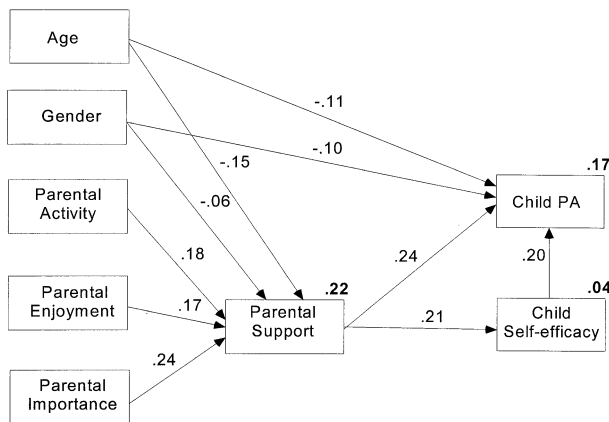 Age
Gender
Parental
Activity
Parental
Enjoyment
Parental
Importance
-.11
-.10
-.15
-.06
.18
.17
.24
.22
Parental
Support
.24
.21
.20
.17
Child PA
.04
Child
Self-efficacy